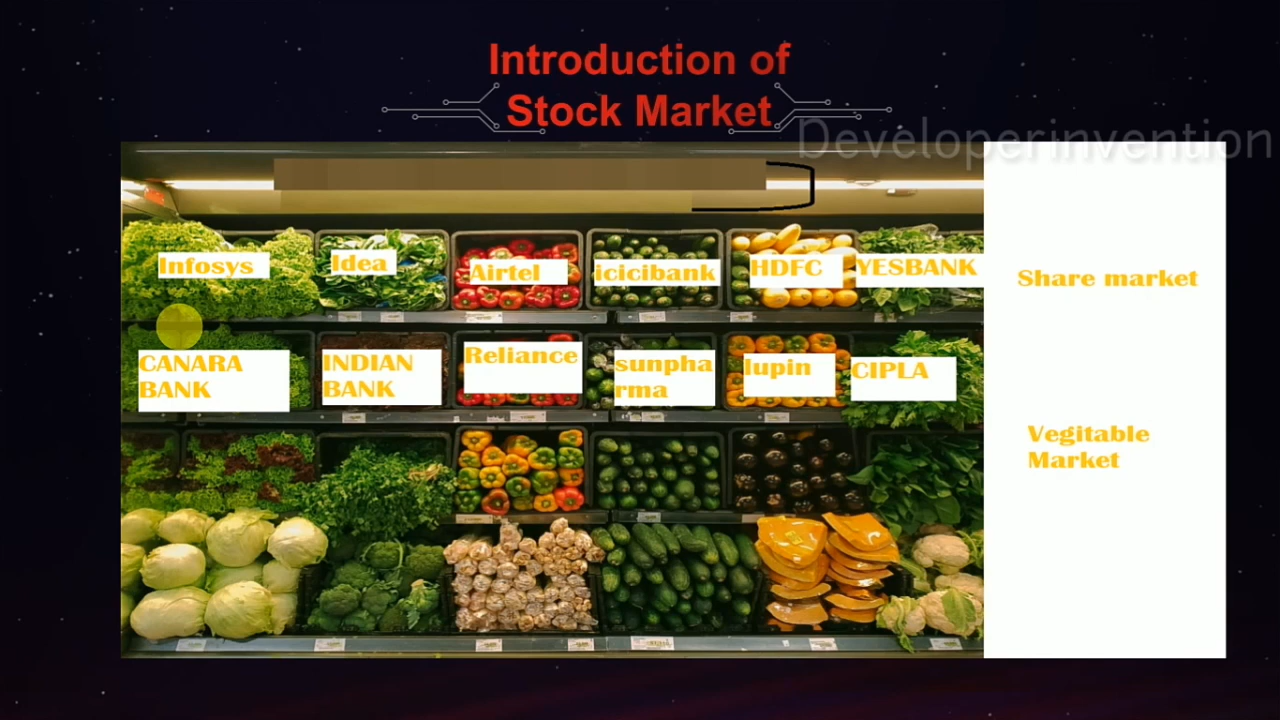 Introduction of
Stock Market
Developerinvention
Infosys
Idea
Airtel
icicibank
HDFC
YESBANK
Share market
CANARA
BANK
INDIAN
BANK
Reliance
sunpha
rma
lupin
CIPLA
Vegitable
Market